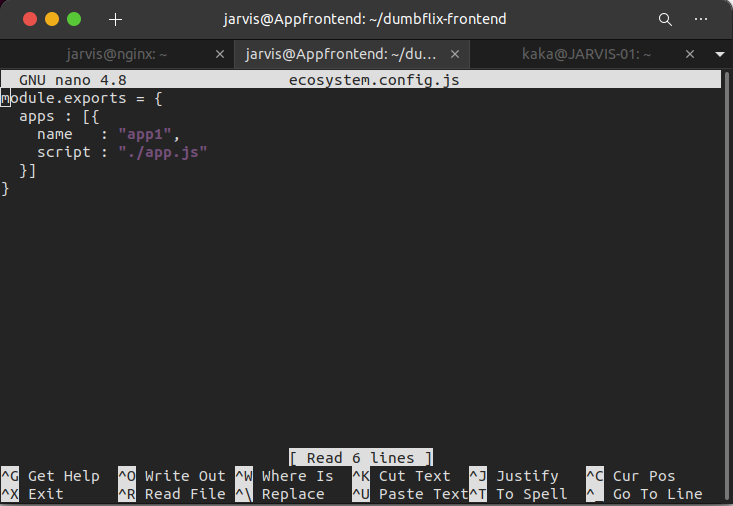 jarvis@Appfrontend: ~/dumbflix-frontend
jarvis@nginx: ~ × jarvis@Appfrontend: ~/du... × kaka@JARVIS-01: ~ ×
GNU nano 4.8 ecosystem.config.js
module.exports = {
  apps : [{
    name   : "app1",
    script : "./app.js"
  }]
}
[ Read 6 lines ]
^G Get Help ^O Write Out ^W Where Is ^K Cut Text ^J Justify ^C Cur Pos
^X Exit ^R Read File ^\ Replace ^U Paste Text ^T To Spell ^_ Go To Line